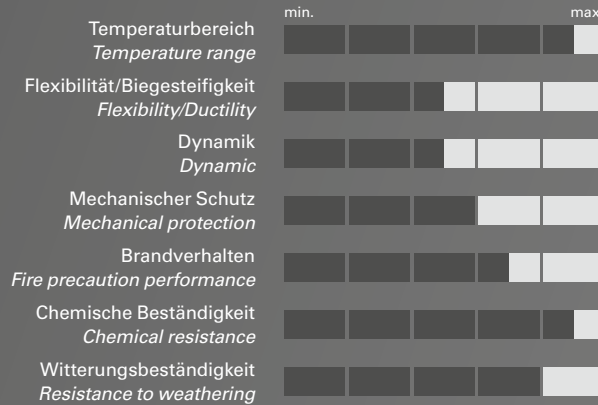 min. max
Temperaturbereich
Temperature range
Flexibilität/Biegesteifigkeit
Flexibility/Ductility
Dynamik
Dynamic
Mechanischer Schutz
Mechanical protection
Brandverhalten
Fire precaution performance
Chemische Beständigkeit
Chemical resistance
Witterungsbeständigkeit
Resistance to weathering